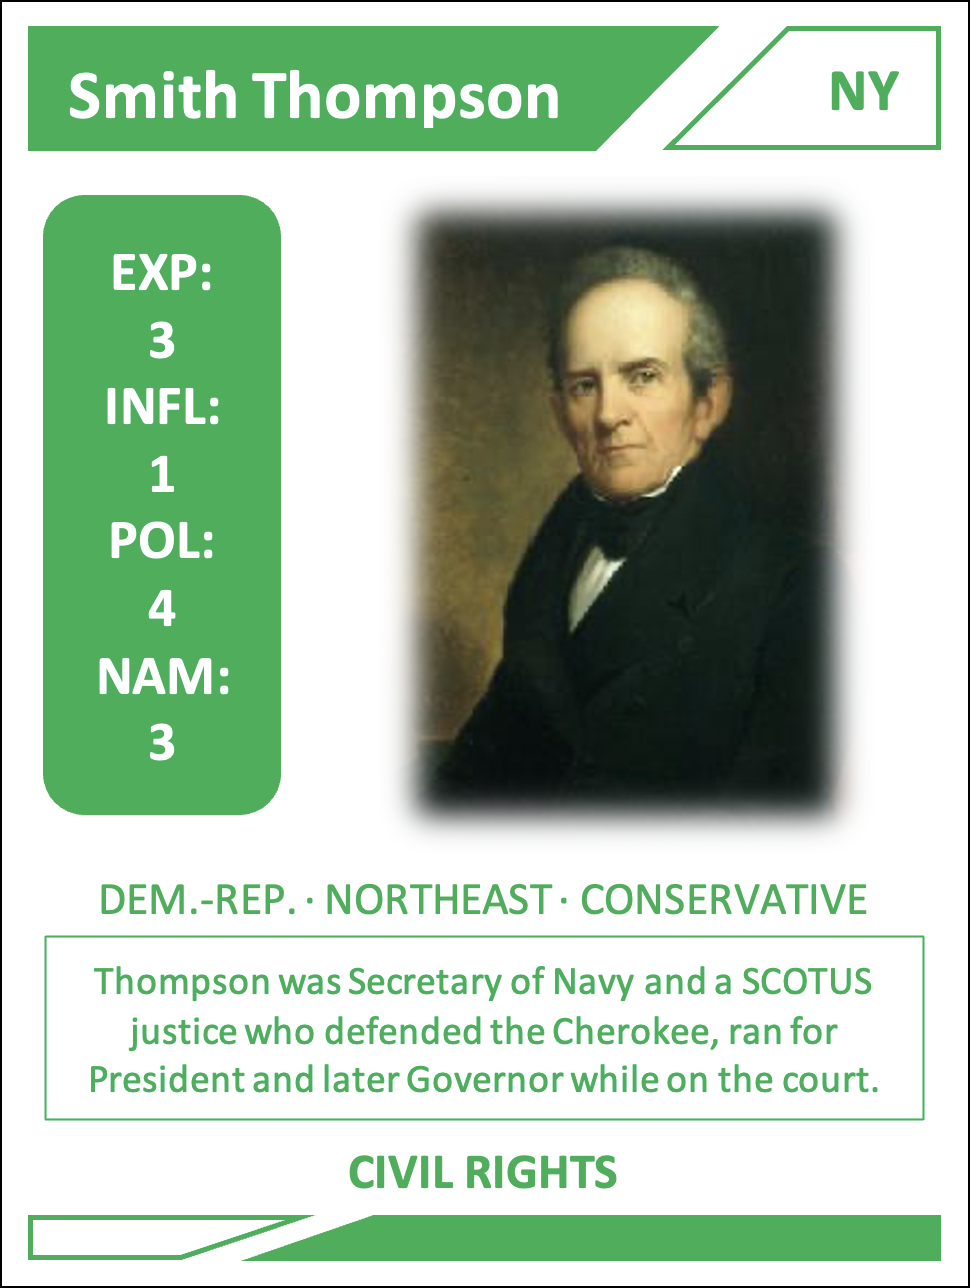 Smith Thompson
NY
EXP:
3
INFL:
1
POL:
4
NAM:
3
DEM.-REP. · NORTHEAST · CONSERVATIVE
Thompson was Secretary of Navy and a SCOTUS
justice who defended the Cherokee, ran for
President and later Governor while on the court.
CIVIL RIGHTS